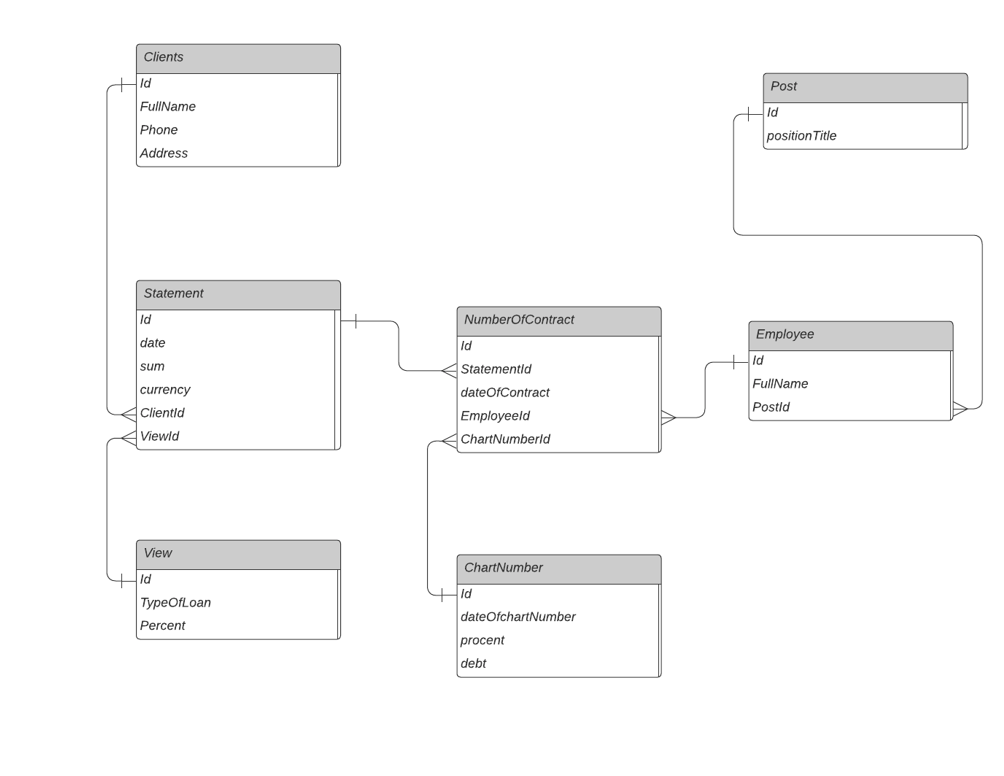 Clients
Id
FullName
Phone
Address
Post
Id
positionTitle
Statement
Id
date
sum
currency
ClientId
ViewId
NumberOfContract
Id
StatementId
dateOfContract
EmployeeId
ChartNumberId
Employee
Id
FullName
PostId
View
Id
TypeOfLoan
Percent
ChartNumber
Id
dateOfchartNumber
procent
debt